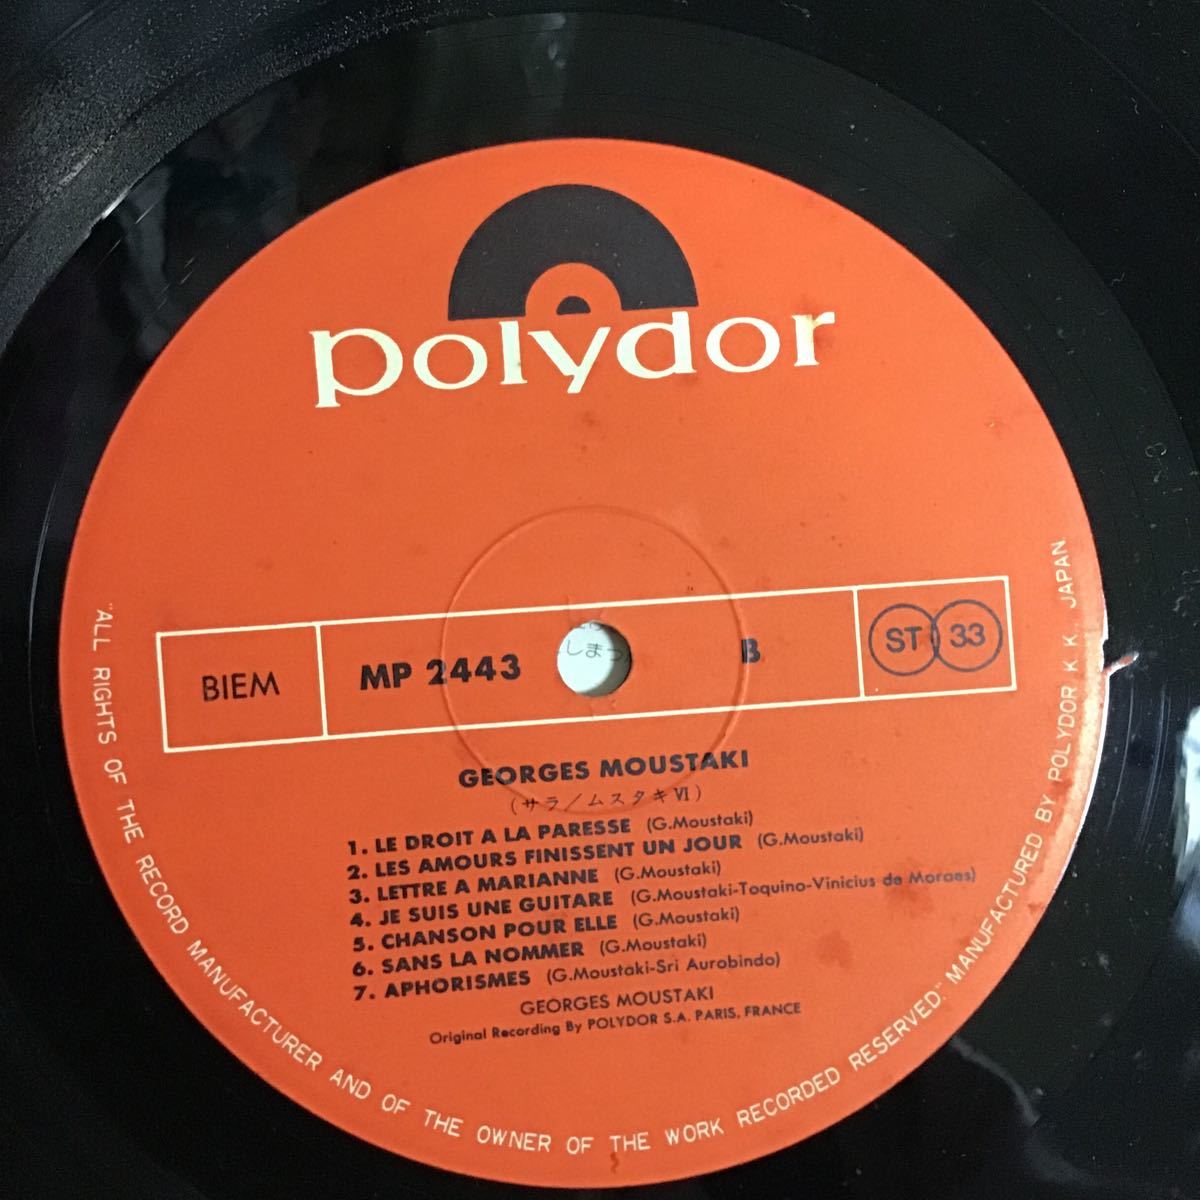 polydor
BIEM
MP 2443
しまっ
B
ST 33
GEORGES MOUSTAKI
(サラ/ムスタキⅥ)
1. LE DROIT A LA PARESSE (G.Moustaki)
2. LES AMOURS FINISSENT UN JOUR (G.Moustaki)
3. LETTRE A MARIANNE (G.Moustaki)
4. JE SUIS UNE GUITARE (G.Moustaki-Toquino-Vinicius de Moraes)
5. CHANSON POUR ELLE (G.Moustaki)
6. SANS LA NOMMER (G.Moustaki)
7. APHORISMES (G.Moustaki-Sri Aurobindo)
GEORGES MOUSTAKI
Original Recording By POLYDOR S.A. PARIS, FRANCE
"ALL RIGHTS OF THE RECORD MANUFACTURER AND OF THE OWNER OF THE WORK RECORDED RESERVED." MANUFACTURED BY POLYDOR K. K., JAPAN